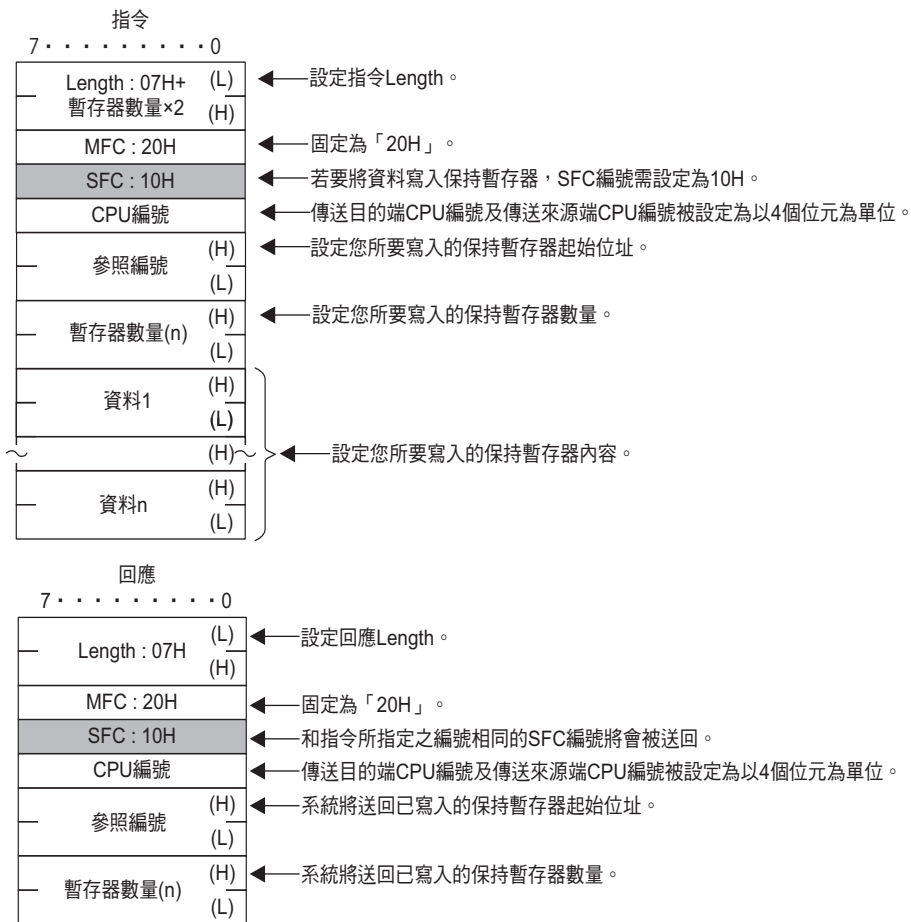 指令
7・・・・・・・・・0
Length : 07H+ (L)
暫存器數量×2 (H)
設定指令Length。
MFC : 20H
固定為「20H」。
SFC : 10H
若要將資料寫入保持暫存器，SFC編號需設定為10H。
CPU編號
傳送目的端CPU編號及傳送來源端CPU編號被設定為以4個位元為單位。
參照編號 (H)
(L)
設定您所要寫入的保持暫存器起始位址。
暫存器數量(n) (H)
(L)
設定您所要寫入的保持暫存器數量。
資料1 (H)
(L)
(H)
設定您所要寫入的保持暫存器內容。
資料n (H)
(L)
回應
7・・・・・・・・・0
Length : 07H (L)
(H)
設定回應Length。
MFC : 20H
固定為「20H」。
SFC : 10H
和指令所指定之編號相同的SFC編號將會被送回。
CPU編號
傳送目的端CPU編號及傳送來源端CPU編號被設定為以4個位元為單位。
參照編號 (H)
(L)
系統將送回已寫入的保持暫存器起始位址。
暫存器數量(n) (H)
(L)
系統將送回已寫入的保持暫存器數量。